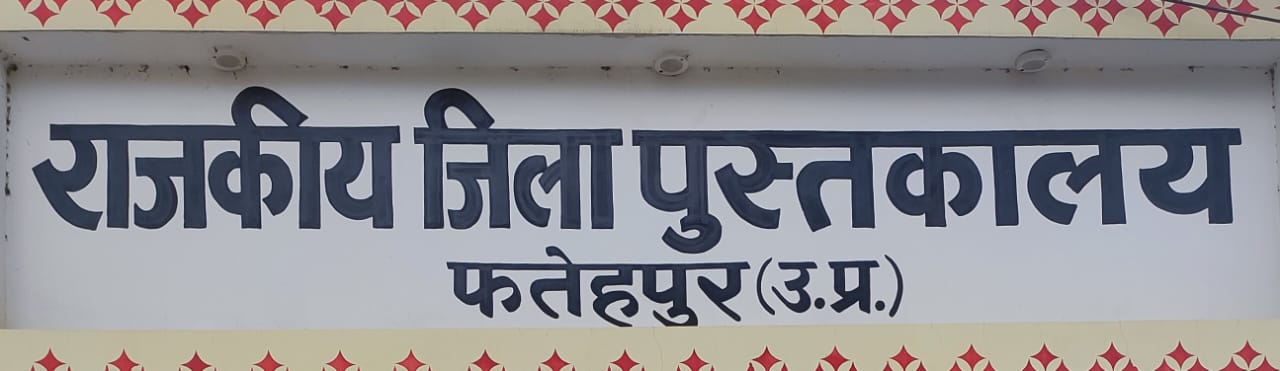 राजकीय जिला पुस्तकालय
फतेहपुर (उ.प्र.)